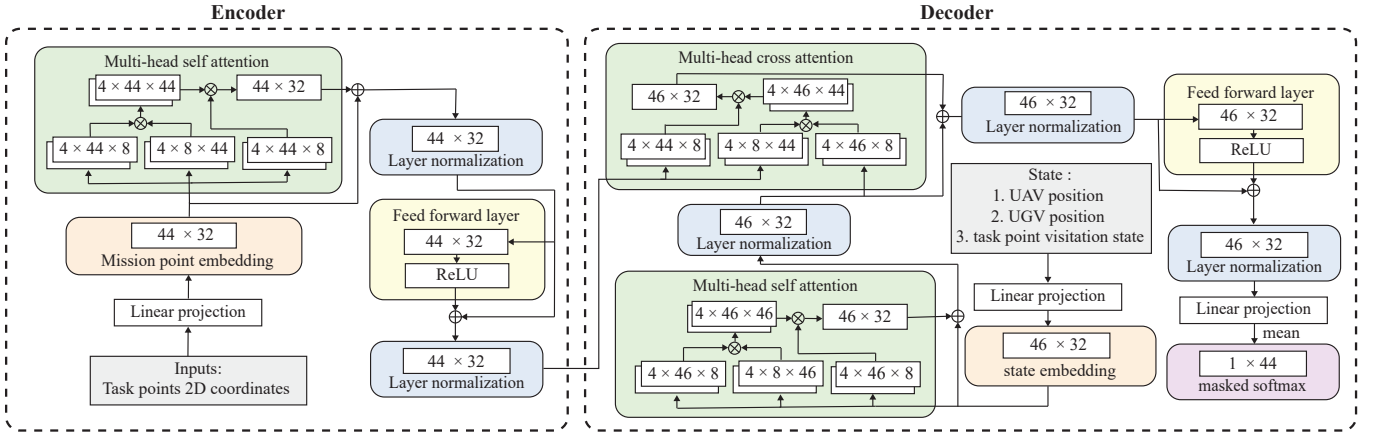 Encoder
Multi-head self attention
4 × 44 × 44
44 × 32
4 × 44 × 8
4 × 8 × 44
4 × 44 × 8
44 × 32
Mission point embedding
Linear projection
Inputs:
Task points 2D coordinates
44 × 32
Layer normalization
Feed forward layer
44 × 32
ReLU
44 × 32
Layer normalization
Decoder
Multi-head cross attention
46 × 32
4 × 46 × 44
4 × 44 × 8
4 × 8 × 44
4 × 46 × 8
46 × 32
Layer normalization
Multi-head self attention
4 × 46 × 46
46 × 32
4 × 46 × 8
4 × 8 × 46
4 × 46 × 8
46 × 32
Layer normalization
State :
1. UAV position
2. UGV position
3. task point visitation state
Linear projection
46 × 32
state embedding
Feed forward layer
46 × 32
ReLU
46 × 32
Layer normalization
Linear projection
mean
1 × 44
masked softmax